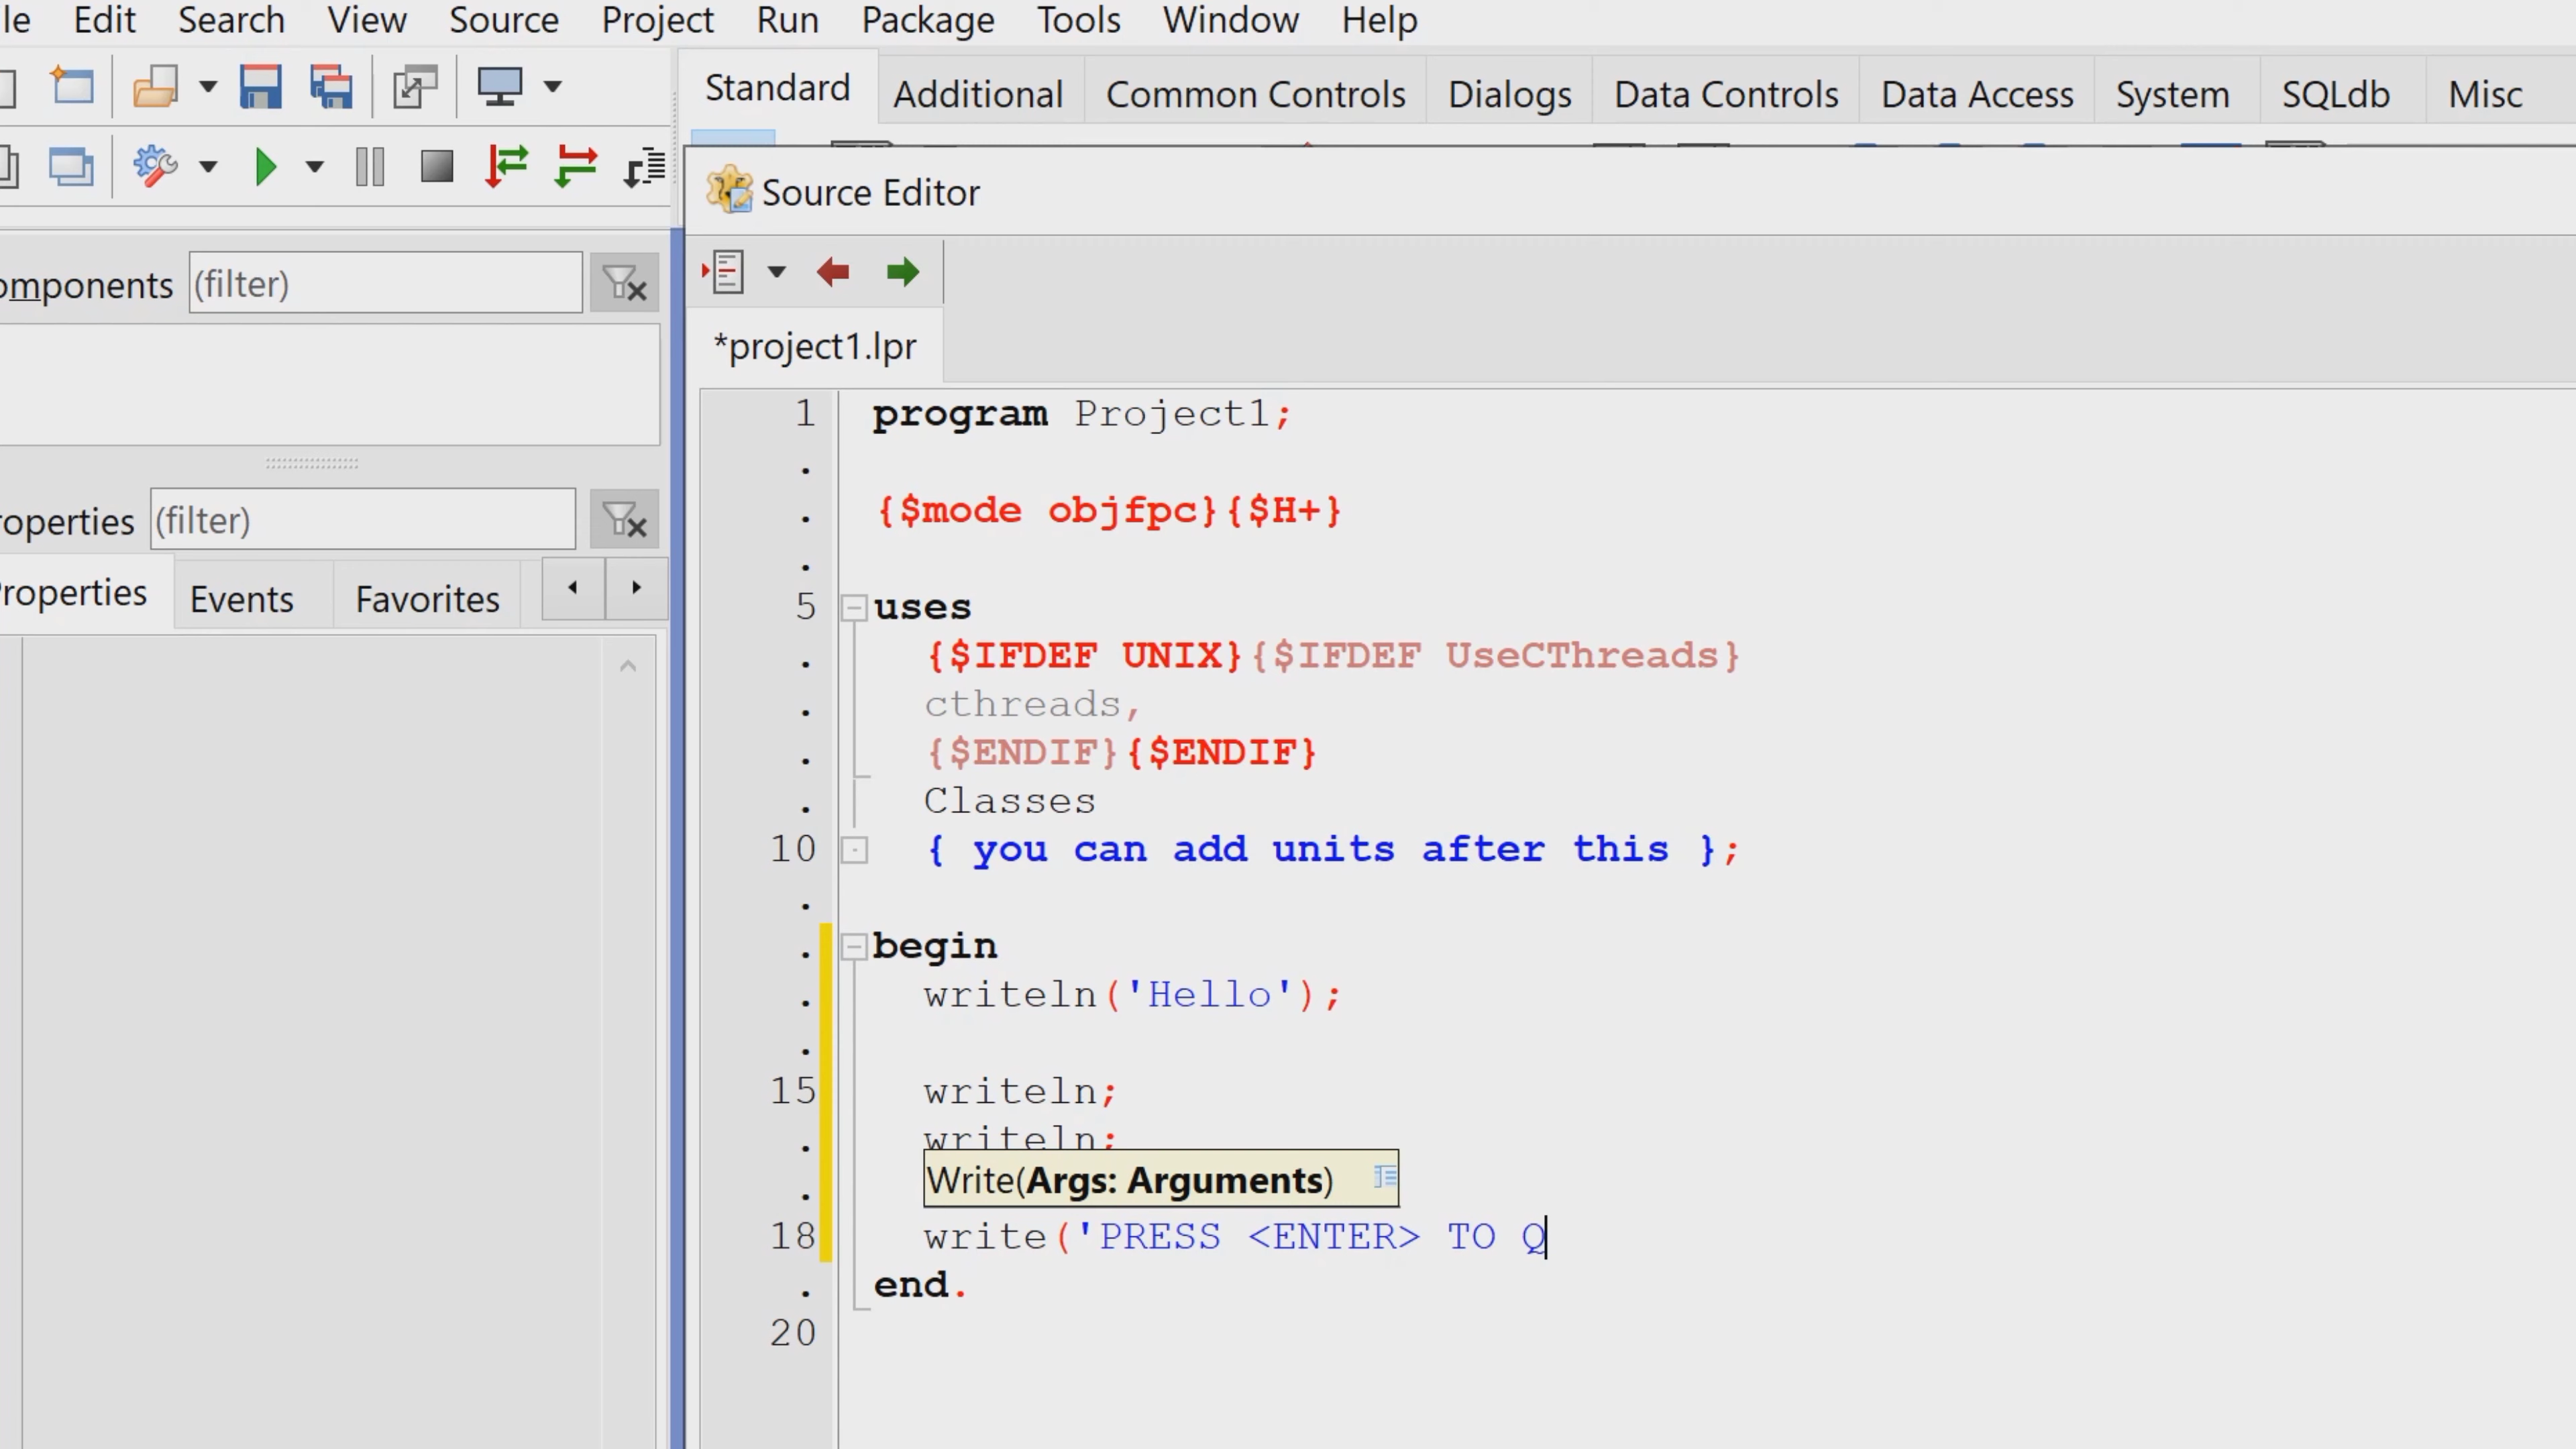 le Edit Search View Source Project Run Package Tools Window Help
Standard Additional Common Controls Dialogs Data Controls Data Access System SQLdb Misc
Source Editor
omponents (filter)
*project1.lpr
roperties (filter)
roperties Events Favorites
1 program Project1;
.
. {$mode objfpc}{$H+}
.
5 uses
. {$IFDEF UNIX}{$IFDEF UseCThreads}
. cthreads,
. {$ENDIF}{$ENDIF}
. Classes
10 { you can add units after this };
.
. begin
. writeln('Hello');
.
15 writeln;
. writeln;
. Write(Args: Arguments)
18 write('PRESS <ENTER> TO Q
. end.
20